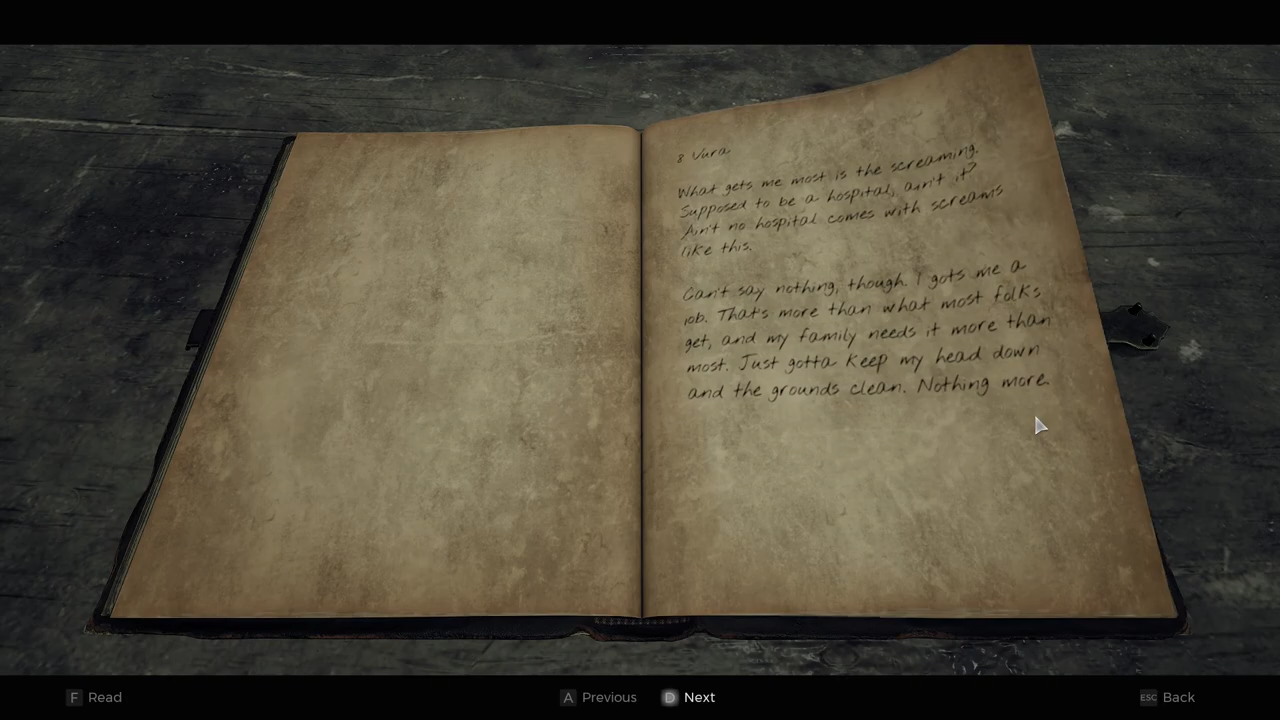 8 Vura
What gets me most is the screaming.
Supposed to be a hospital, ain't it?
Ain't no hospital comes with screams
like this.
Can't say nothing, though. I gots me a
job. That's more than what most folks
get, and my family needs it more than
most. Just gotta keep my head down
and the grounds clean. Nothing more.
F Read
A Previous
D Next
ESC Back